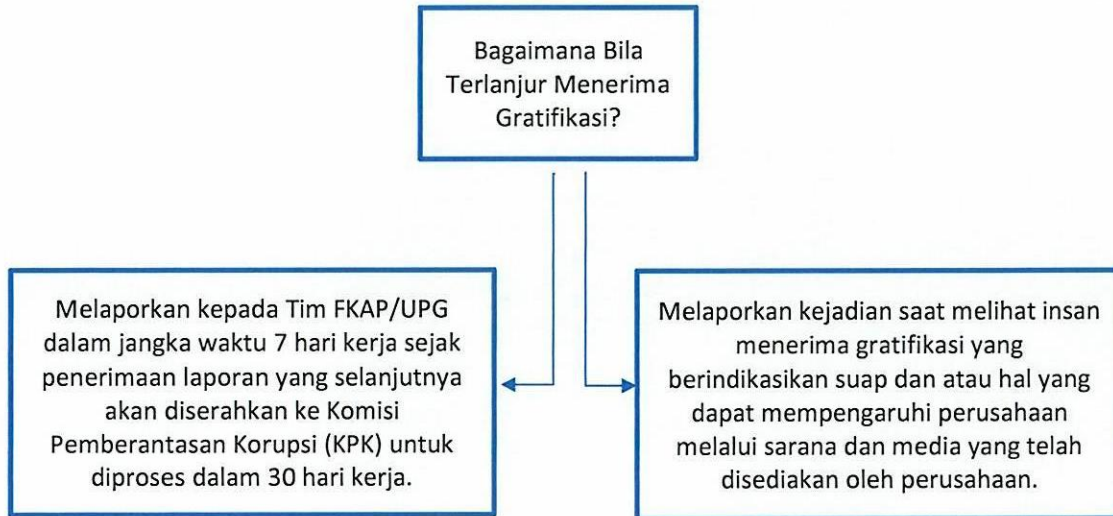 Bagaimana Bila
Terlanjur Menerima
Gratifikasi?
Melaporkan kepada Tim FKAP/UPG
dalam jangka waktu 7 hari kerja sejak
penerimaan laporan yang selanjutnya
akan diserahkan ke Komisi
Pemberantasan Korupsi (KPK) untuk
diproses dalam 30 hari kerja.
Melaporkan kejadian saat melihat insan
menerima gratifikasi yang
berindikasikan suap dan atau hal yang
dapat mempengaruhi perusahaan
melalui sarana dan media yang telah
disediakan oleh perusahaan.